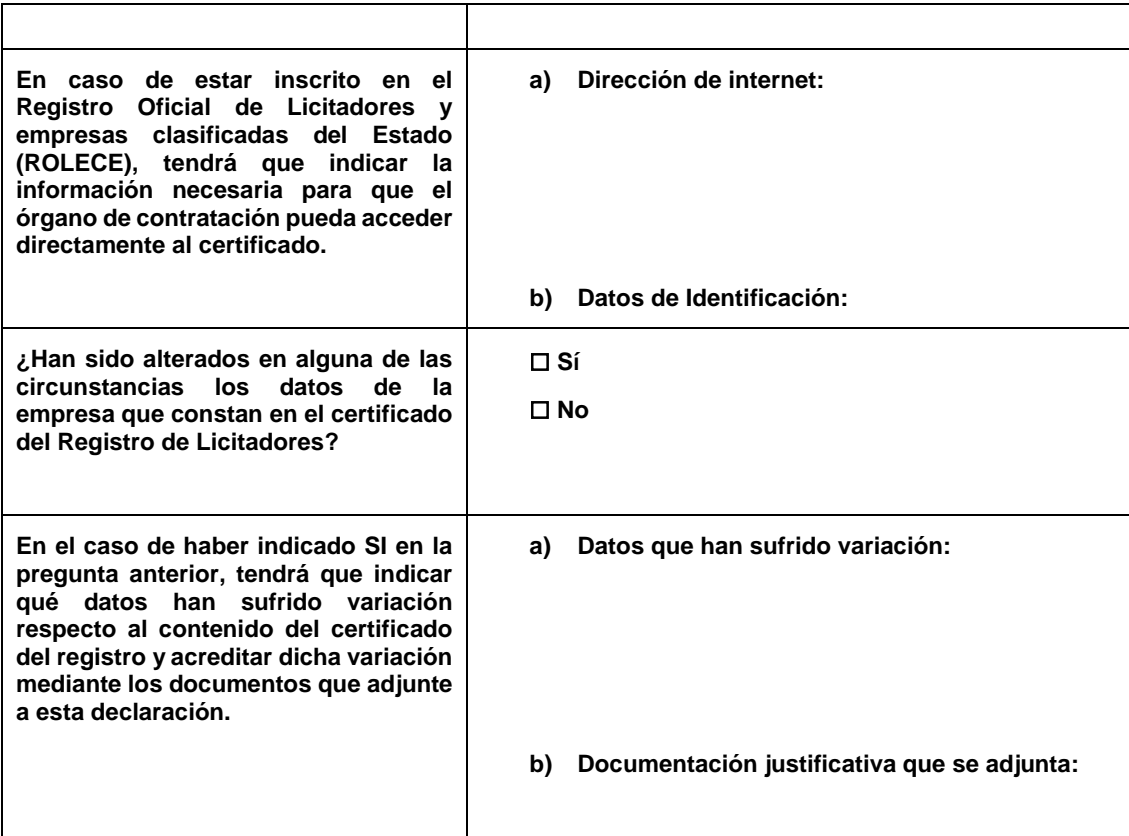 En caso de estar inscrito en el
Registro Oficial de Licitadores y
empresas clasificadas del Estado
(ROLECE), tendrá que indicar la
información necesaria para que el
órgano de contratación pueda acceder
directamente al certificado.
a) Dirección de internet:
b) Datos de Identificación:
¿Han sido alterados en alguna de las
circunstancias los datos de la
empresa que constan en el certificado
del Registro de Licitadores?
☐ Sí
☐ No
En el caso de haber indicado SI en la
pregunta anterior, tendrá que indicar
qué datos han sufrido variación
respecto al contenido del certificado
del registro y acreditar dicha variación
mediante los documentos que adjunte
a esta declaración.
a) Datos que han sufrido variación:
b) Documentación justificativa que se adjunta: